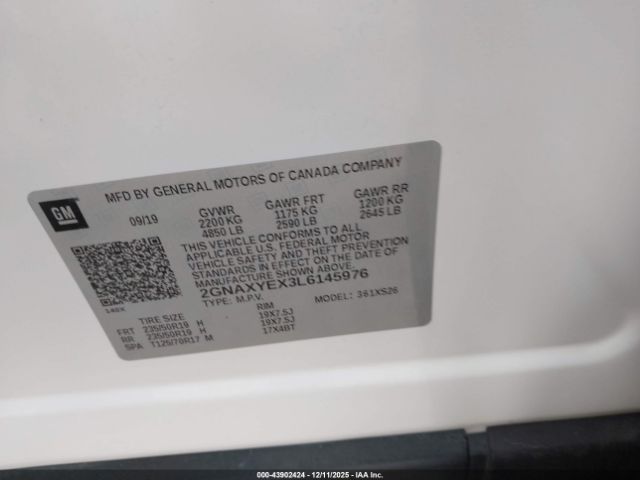 GM
MFD BY GENERAL MOTORS OF CANADA COMPANY
09/19 GVWR GAWR FRT GAWR RR
2200 KG 1175 KG 1200 KG
4850 LB 2590 LB 2645 LB
THIS VEHICLE CONFORMS TO ALL
APPLICABLE U.S. FEDERAL MOTOR
VEHICLE SAFETY AND THEFT PREVENTION
STANDARDS IN EFFECT ON THE DATE OF
MANUFACTURE SHOWN ABOVE.
2GNAXYEX3L6145976
TYPE: M.P.V. MODEL: 361XS26
148X
TIRE SIZE RIM
FRT 235/50R19 H 19X7.5J
RR 235/50R19 H 19X7.5J
SPA T125/70R17 M 17X4BT
00-43902424 | 12/11/2025 | IAA Inc.